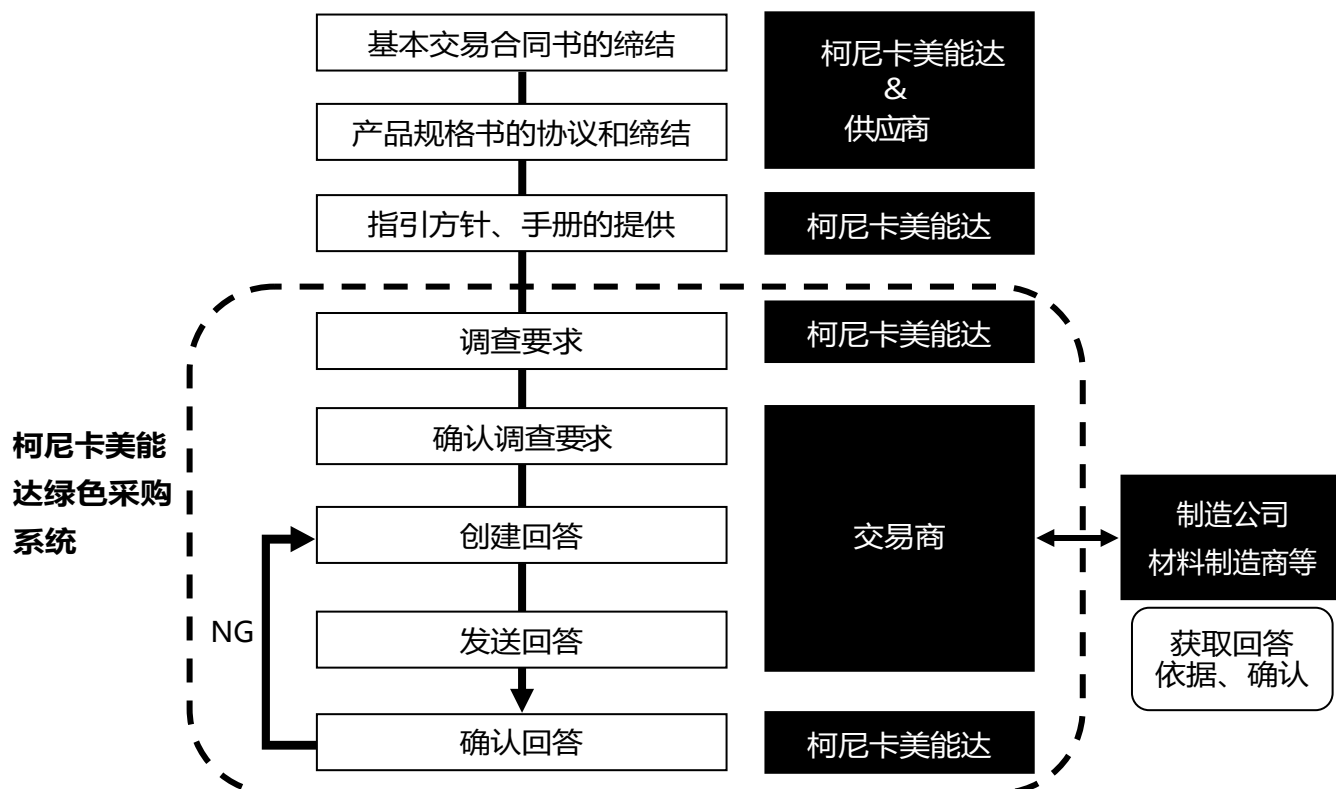 基本交易合同书的缔结
柯尼卡美能达
&
供应商
产品规格书的协议和缔结
指引方针、手册的提供
柯尼卡美能达
调查要求
柯尼卡美能达
确认调查要求
柯尼卡美能
达绿色采购
系统
创建回答
交易商
制造公司
材料制造商等
NG
发送回答
获取回答
依据、确认
确认回答
柯尼卡美能达